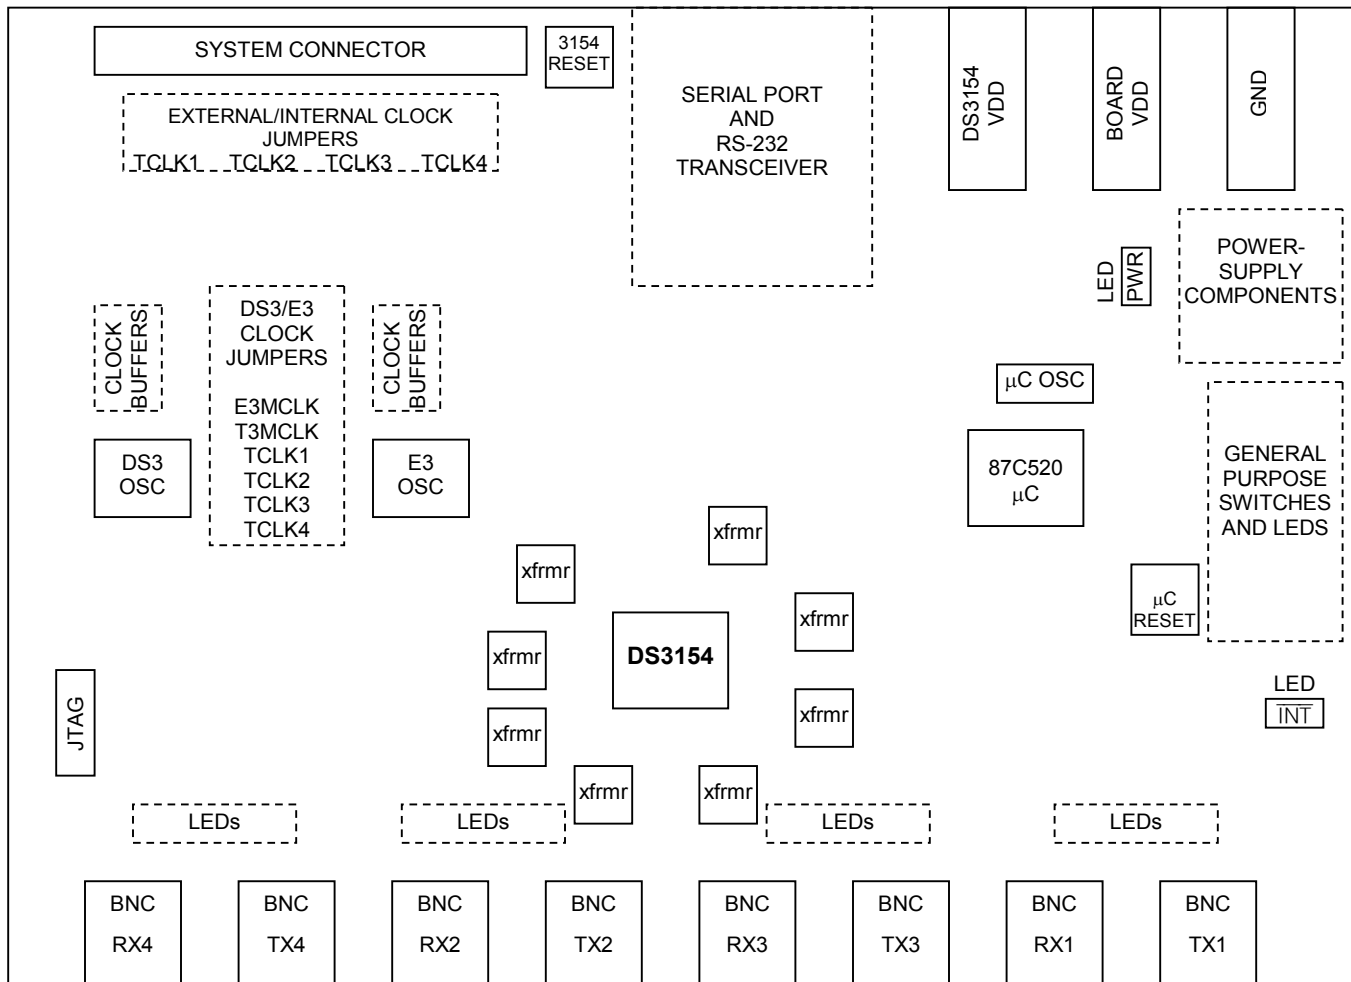 SYSTEM CONNECTOR
3154
RESET
EXTERNAL/INTERNAL CLOCK
JUMPERS
TCLK1 TCLK2 TCLK3 TCLK4
SERIAL PORT
AND
RS-232
TRANSCEIVER
DS3154
VDD
BOARD
VDD
GND
LED
PWR
POWER-
SUPPLY
COMPONENTS
CLOCK
BUFFERS
DS3/E3
CLOCK
JUMPERS
E3MCLK
T3MCLK
TCLK1
TCLK2
TCLK3
TCLK4
CLOCK
BUFFERS
DS3
OSC
E3
OSC
µC OSC
87C520
µC
GENERAL
PURPOSE
SWITCHES
AND LEDS
µC
RESET
xfrmr
xfrmr
xfrmr
xfrmr
DS3154
xfrmr
xfrmr
xfrmr
xfrmr
JTAG
LED
INT
LEDs
LEDs
LEDs
LEDs
BNC
RX4
BNC
TX4
BNC
RX2
BNC
TX2
BNC
RX3
BNC
TX3
BNC
RX1
BNC
TX1